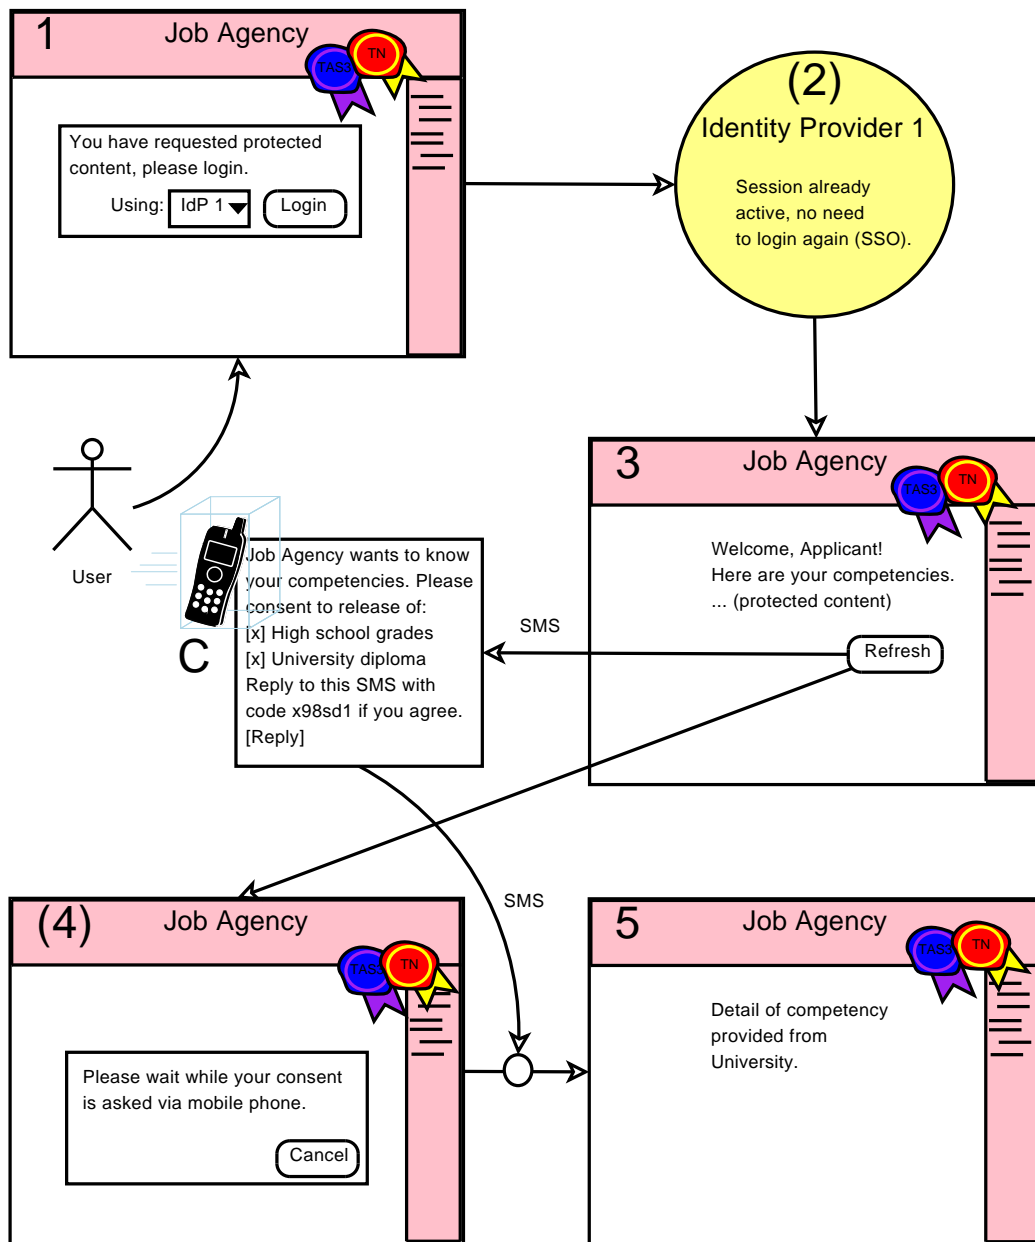 1
Job Agency
TAS3
TN
You have requested protected
content, please login.
Using:
IdP 1
Login
(2)
Identity Provider 1
Session already
active, no need
to login again (SSO).
User
C
Job Agency wants to know
your competencies. Please
consent to release of:
[x] High school grades
[x] University diploma
Reply to this SMS with
code x98sd1 if you agree.
[Reply]
SMS
3
Job Agency
TAS3
TN
Welcome, Applicant!
Here are your competencies.
... (protected content)
Refresh
(4)
Job Agency
TAS3
TN
Please wait while your consent
is asked via mobile phone.
Cancel
SMS
5
Job Agency
TAS3
TN
Detail of competency
provided from
University.